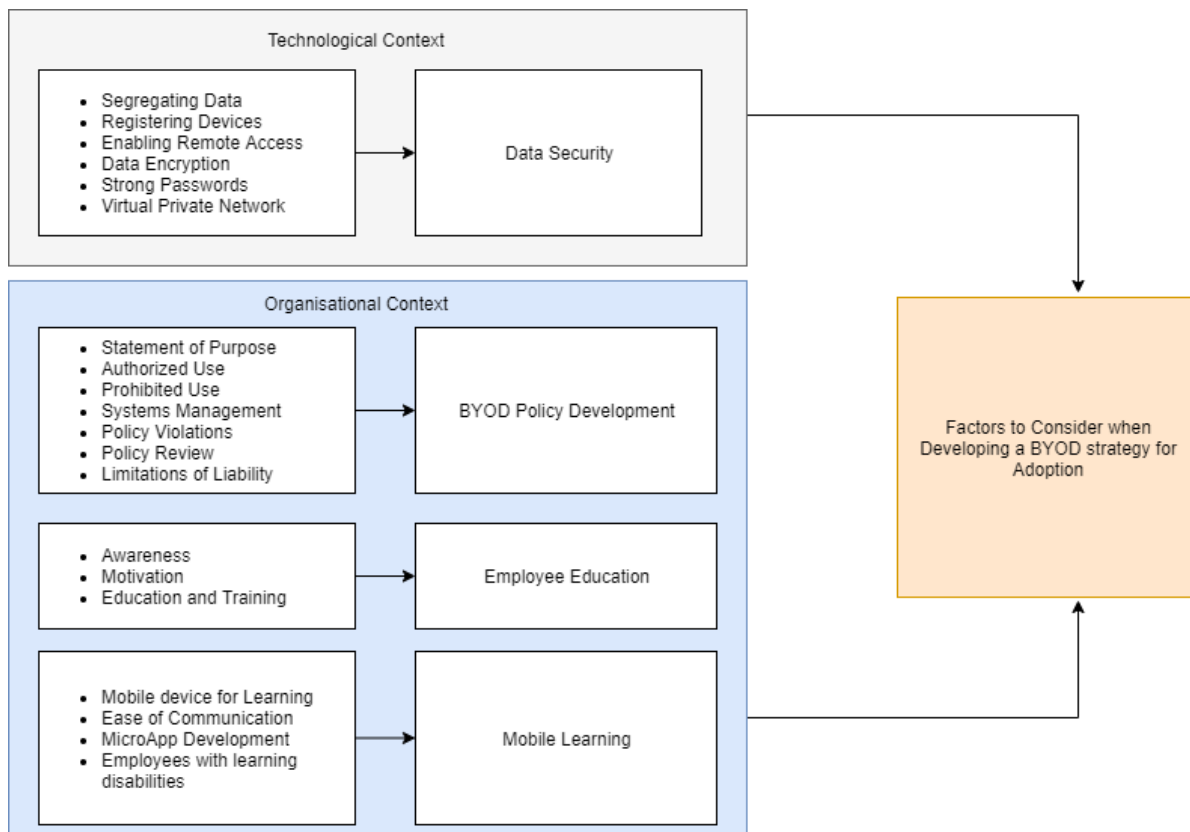 Technological Context
• Segregating Data
• Registering Devices
• Enabling Remote Access
• Data Encryption
• Strong Passwords
• Virtual Private Network
Data Security
Organisational Context
• Statement of Purpose
• Authorized Use
• Prohibited Use
• Systems Management
• Policy Violations
• Policy Review
• Limitations of Liability
BYOD Policy Development
• Awareness
• Motivation
• Education and Training
Employee Education
• Mobile device for Learning
• Ease of Communication
• MicroApp Development
• Employees with learning
disabilities
Mobile Learning
Factors to Consider when
Developing a BYOD strategy for
Adoption